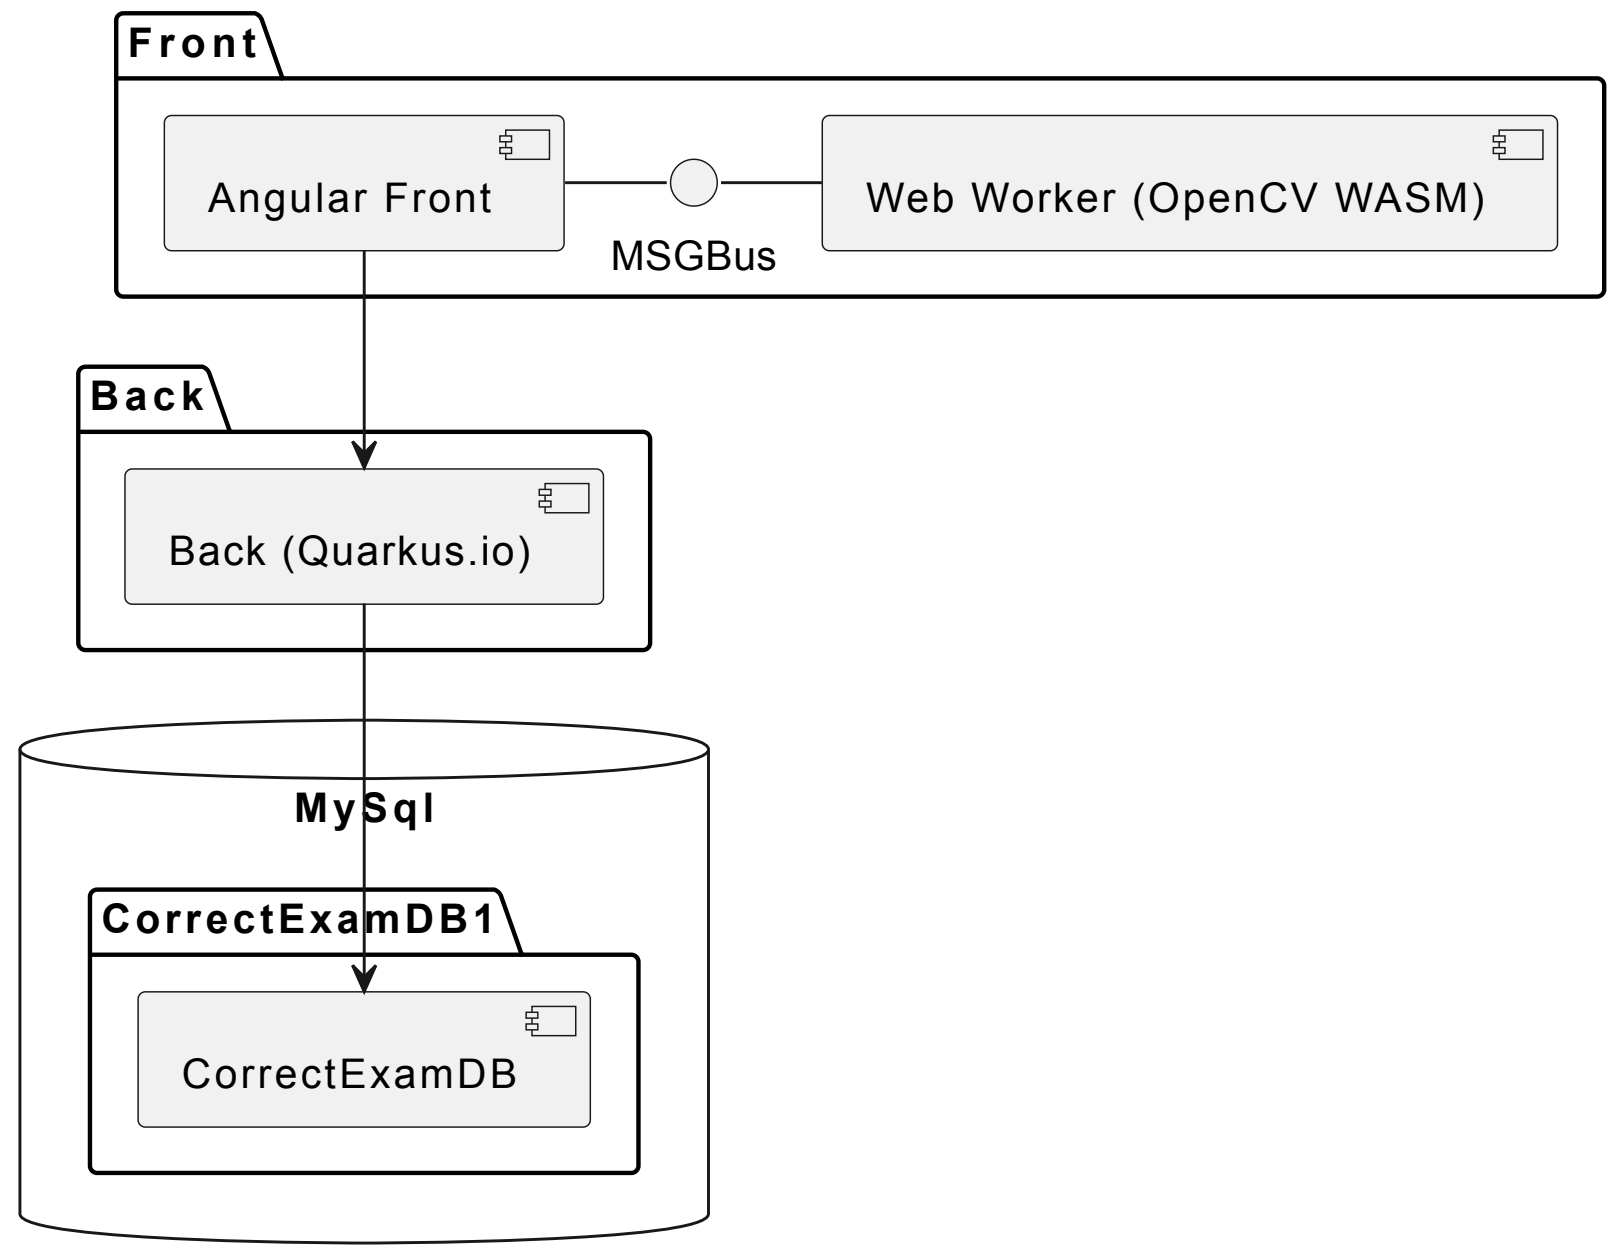 Front
Angular Front
Web Worker (OpenCV WASM)
MSGBus
Back
Back (Quarkus.io)
MySql
CorrectExamDB1
CorrectExamDB